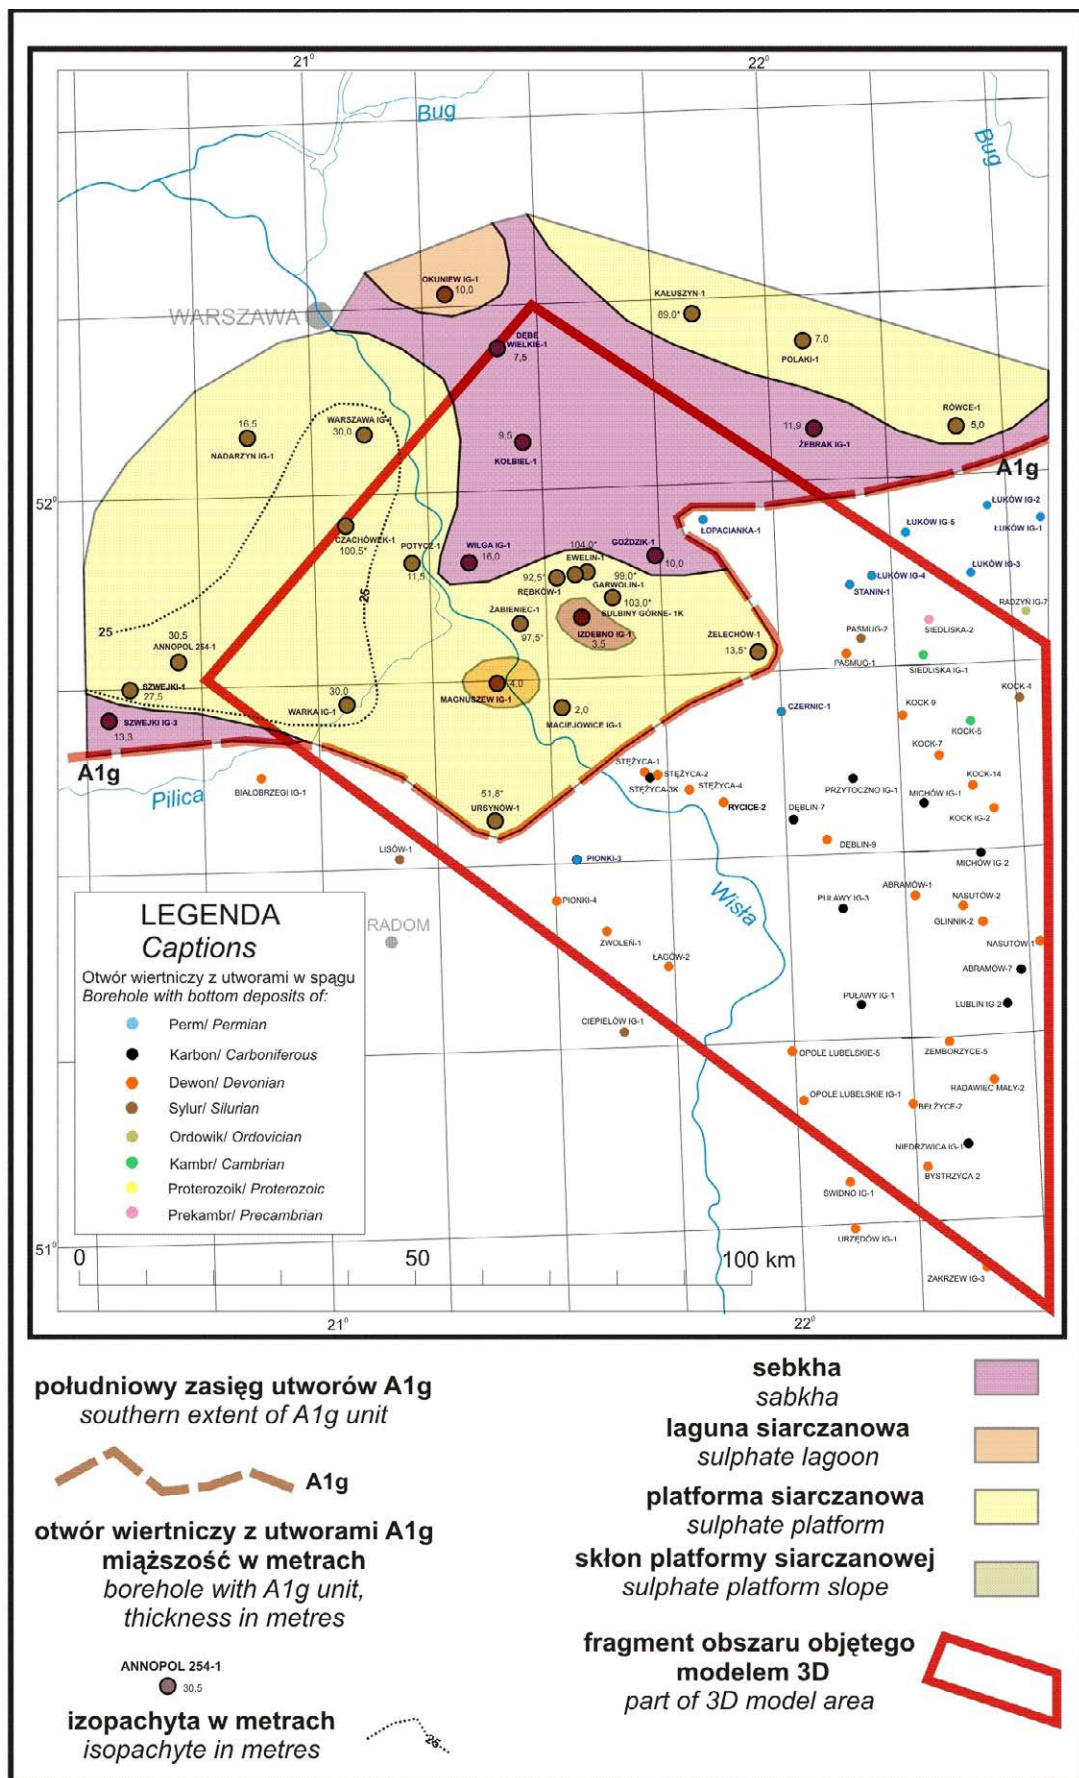 21⁰
22⁰
Bug
Bug
OKUNIEW IG-1
10,0
WARSZAWA
KAŁUSZYN-1
89,0*
DĘBE
WIELKIE-1
7,5
7,0
POLAKI-1
RÓWCE-1
5,0
16,5
NADARZYN IG-1
WARSZAWA IG-1
30,0
9,5
KOŁBIEL-1
11,9
ŻEBRAK IG-1
A1g
52⁰
ŁUKÓW IG-2
ŁUKÓW IG-1
ŁUKÓW IG-5
ŁOPACIANKA-1
CZACHÓWEK-1
100,5*
POTYCZ-1
11,5
WILGA IG-1
16,0
104,0*
EWELIN-1
GOŹDZIK-1
10,0
92,5*
RĘBKÓW-1
99,0*
GARWOLIN-1
103,0*
ŁUKÓW IG-3
ŁUKÓW IG-4
STANIN-1
25
25
ŻABIENIEC-1
97,5*
SULBINY GÓRNE- 1K
IZDEBNO IG-1
3,5
ŻELECHÓW-1
13,5*
RADZYŃ IG-7
SIEDLISKA-2
PASMUG-2
PASMUG-1
SIEDLISKA IG-1
30,5
ANNOPOL 254-1
SZWEJKI-1
27,5
4,0
MAGNUSZEW IG-1
30,0
WARKA IG-1
2,0
MACIEJOWICE IG-1
CZERNIC-1
KOCK-4
KOCK 9
KOCK-5
SZWEJKI IG-3
13,3
A1g
KOCK-7
STĘŻYCA-1
STĘŻYCA-2
STĘŻYCA-3K
STĘŻYCA-4
RYCICE-2
PRZYTOCZNO IG-1
KOCK-14
MICHÓW IG-1
KOCK IG-2
Pilica
BIAŁOBRZEGI IG-1
51,8*
URSYNÓW-1
DĘBLIN-7
DĘBLIN-9
LISÓW-1
PIONKI-3
MICHÓW IG-2
Wisła
PIONKI-4
PUŁAWY IG-3
ABRAMÓW-1
NASUTÓW-2
GLINNIK-2
NASUTÓW-1
RADOM
ZWOLEŃ-1
ŁAGÓW-2
ABRAMÓW-7
PUŁAWY IG-1
LUBLIN IG-2
CIEPIELÓW IG-1
OPOLE LUBELSKIE-5
ZEMBORZYCE-5
RADAWIEC MAŁY-2
OPOLE LUBELSKIE IG-1
BEŁŻYCE-2
NIEDRZWICA IG-1
BYSTRZYCA-2
ŚWIDNO IG-1
URZĘDÓW IG-1
ZAKRZEW IG-3
LEGENDA
Captions
Otwór wiertniczy z utworami w spągu
Borehole with bottom deposits of:
Perm/ Permian
Karbon/ Carboniferous
Dewon/ Devonian
Sylur/ Silurian
Ordowik/ Ordovician
Kambr/ Cambrian
Proterozoik/ Proterozoic
Prekambr/ Precambrian
51⁰
0
50
100 km
21⁰
22⁰
południowy zasięg utworów A1g
southern extent of A1g unit
A1g
otwór wiertniczy z utworami A1g
miąższość w metrach
borehole with A1g unit,
thickness in metres
ANNOPOL 254-1
30,5
izopachyta w metrach
isopachyte in metres
25
sebkha
sabkha
laguna siarczanowa
sulphate lagoon
platforma siarczanowa
sulphate platform
skłon platformy siarczanowej
sulphate platform slope
fragment obszaru objętego
modelem 3D
part of 3D model area